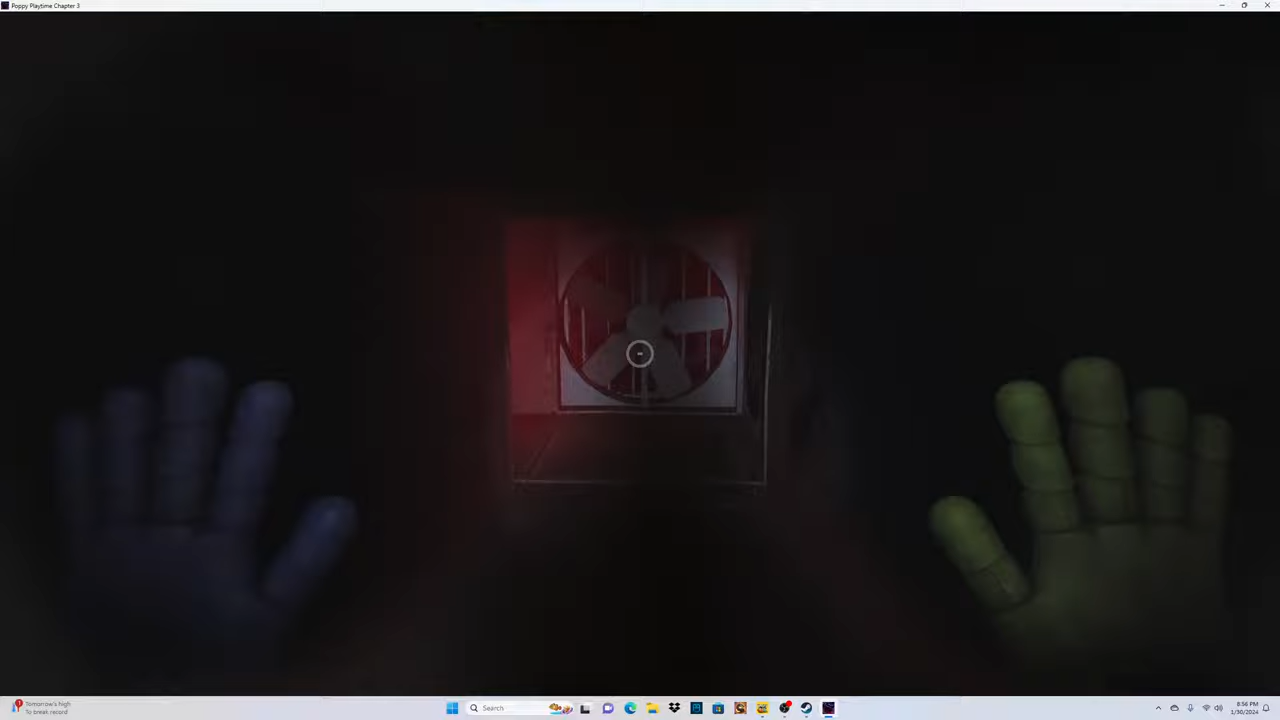 Poppy Playtime Chapter 3
Tomorrow's high
To break record
Search
8:56 PM
1/30/2024